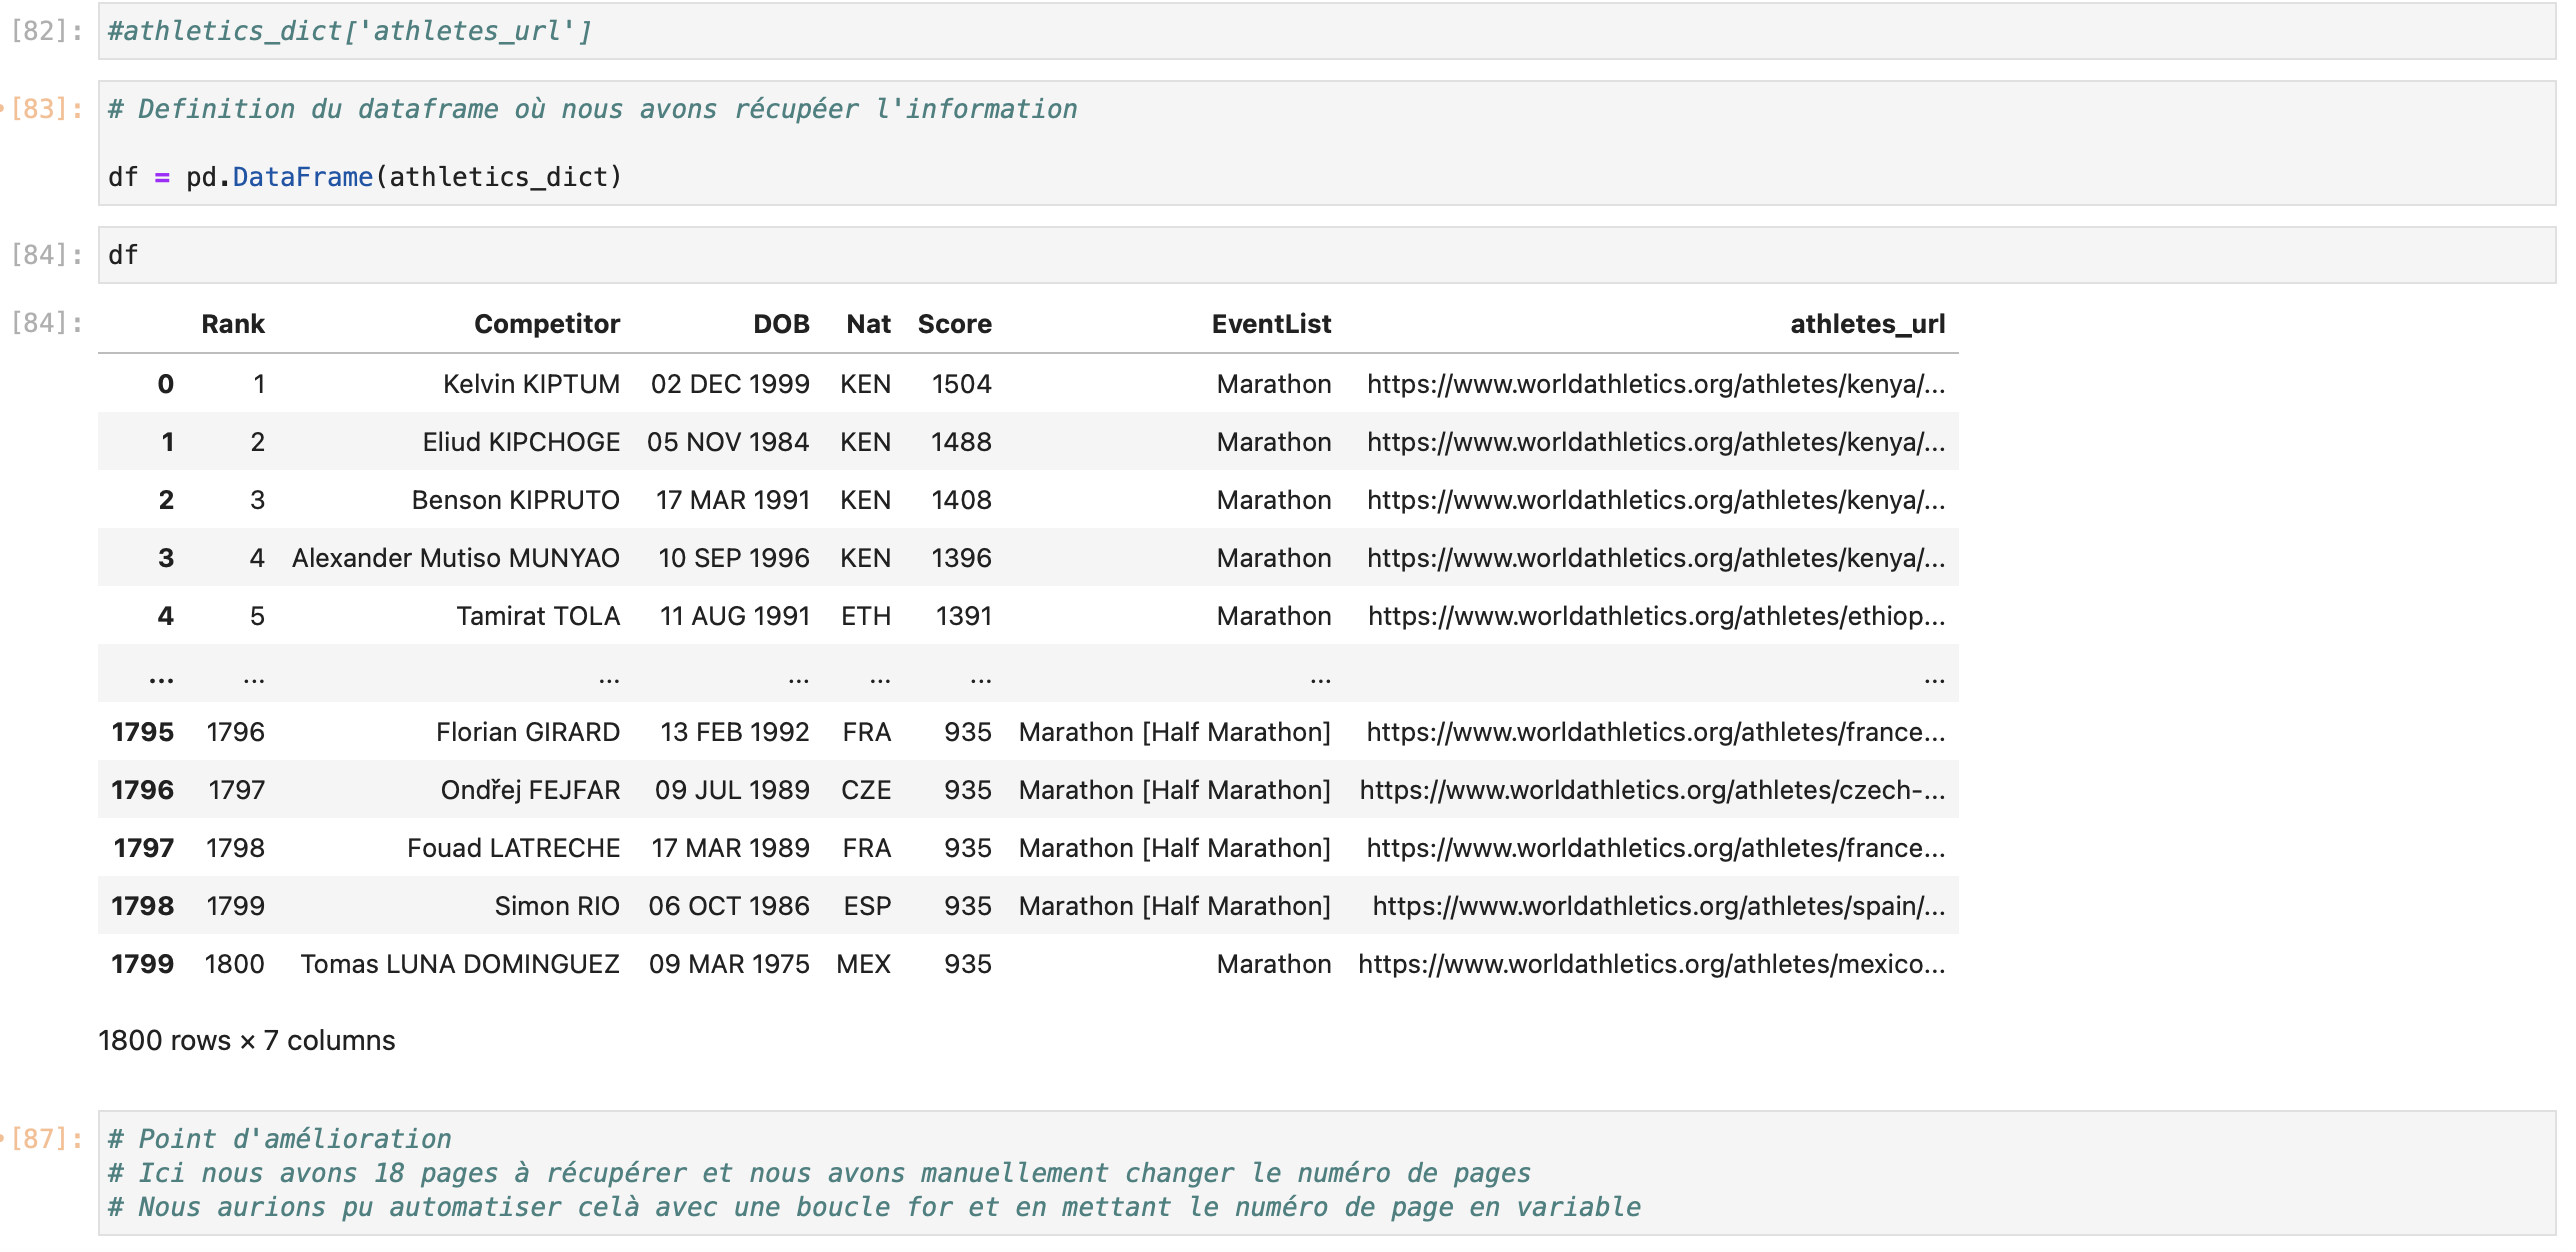 [82]: #athletics_dict['athletes_url']
[83]: # Definition du dataframe où nous avons récupéer l'information
df = pd.DataFrame(athletics_dict)
[84]: df
[84]: Rank Competitor DOB Nat Score EventList athletes_url
0 1 Kelvin KIPTUM 02 DEC 1999 KEN 1504 Marathon https://www.worldathletics.org/athletes/kenya/...
1 2 Eliud KIPCHOGE 05 NOV 1984 KEN 1488 Marathon https://www.worldathletics.org/athletes/kenya/...
2 3 Benson KIPRUTO 17 MAR 1991 KEN 1408 Marathon https://www.worldathletics.org/athletes/kenya/...
3 4 Alexander Mutiso MUNYAO 10 SEP 1996 KEN 1396 Marathon https://www.worldathletics.org/athletes/kenya/...
4 5 Tamirat TOLA 11 AUG 1991 ETH 1391 Marathon https://www.worldathletics.org/athletes/ethiop...
... ... ... ... ... ... ... ...
1795 1796 Florian GIRARD 13 FEB 1992 FRA 935 Marathon [Half Marathon] https://www.worldathletics.org/athletes/france...
1796 1797 Ondřej FEJFAR 09 JUL 1989 CZE 935 Marathon [Half Marathon] https://www.worldathletics.org/athletes/czech-...
1797 1798 Fouad LATRECHE 17 MAR 1989 FRA 935 Marathon [Half Marathon] https://www.worldathletics.org/athletes/france...
1798 1799 Simon RIO 06 OCT 1986 ESP 935 Marathon [Half Marathon] https://www.worldathletics.org/athletes/spain/...
1799 1800 Tomas LUNA DOMINGUEZ 09 MAR 1975 MEX 935 Marathon https://www.worldathletics.org/athletes/mexico...
1800 rows × 7 columns
[87]: # Point d'amélioration
# Ici nous avons 18 pages à récupérer et nous avons manuellement changer le numéro de pages
# Nous aurions pu automatiser celà avec une boucle for et en mettant le numéro de page en variable